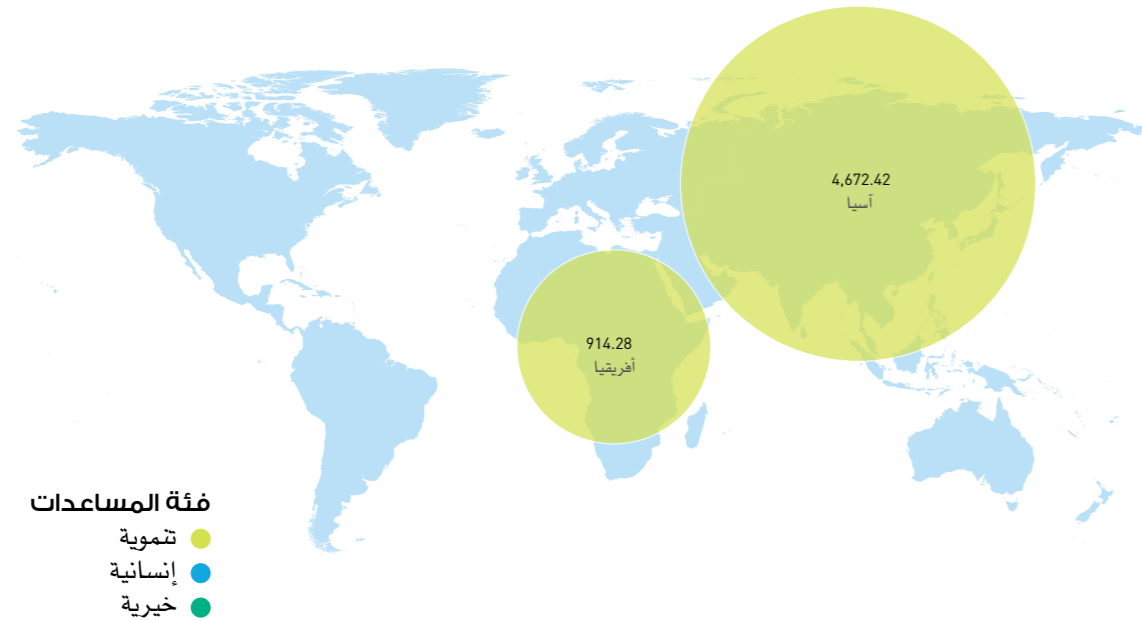 4,672.42
آسيا
914.28
أفريقيا
فئة المساعدات
تنموية
إنسانية
خيرية